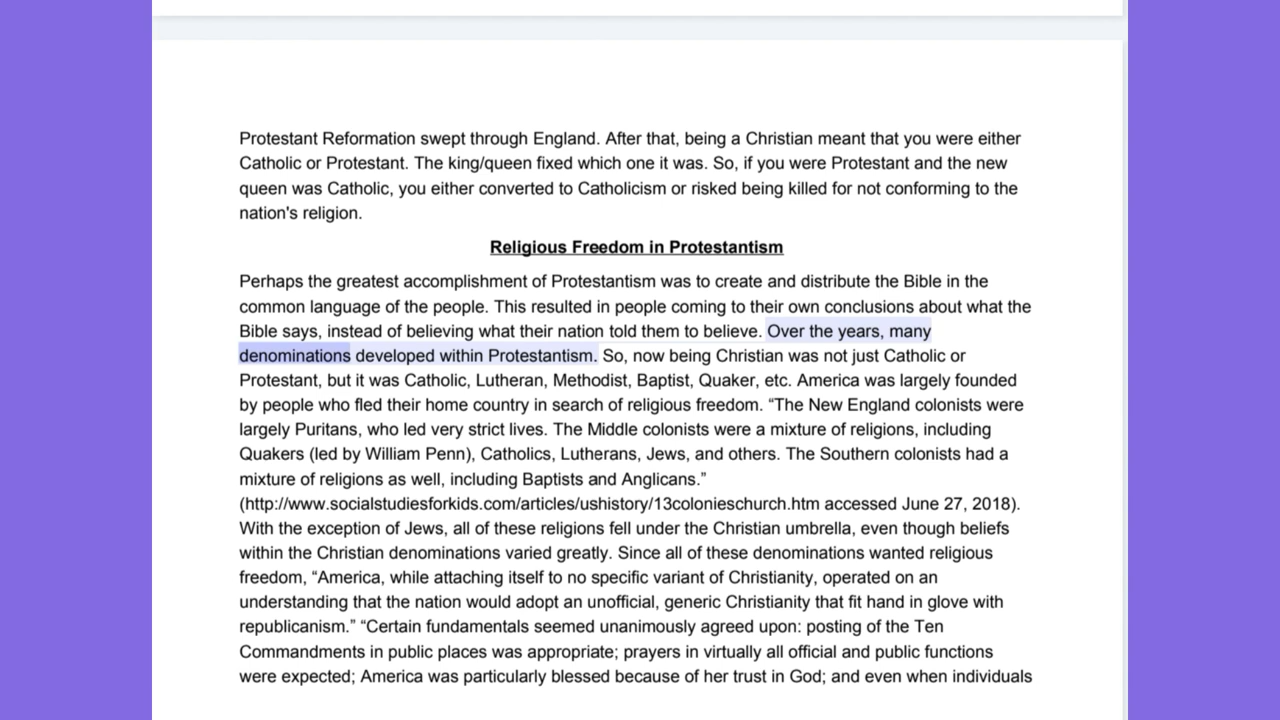 Protestant Reformation swept through England. After that, being a Christian meant that you were either
Catholic or Protestant. The king/queen fixed which one it was. So, if you were Protestant and the new
queen was Catholic, you either converted to Catholicism or risked being killed for not conforming to the
nation's religion.
Religious Freedom in Protestantism
Perhaps the greatest accomplishment of Protestantism was to create and distribute the Bible in the
common language of the people. This resulted in people coming to their own conclusions about what the
Bible says, instead of believing what their nation told them to believe. Over the years, many
denominations developed within Protestantism. So, now being Christian was not just Catholic or
Protestant, but it was Catholic, Lutheran, Methodist, Baptist, Quaker, etc. America was largely founded
by people who fled their home country in search of religious freedom. “The New England colonists were
largely Puritans, who led very strict lives. The Middle colonists were a mixture of religions, including
Quakers (led by William Penn), Catholics, Lutherans, Jews, and others. The Southern colonists had a
mixture of religions as well, including Baptists and Anglicans.”
(http://www.socialstudiesforkids.com/articles/ushistory/13colonieschurch.htm accessed June 27, 2018).
With the exception of Jews, all of these religions fell under the Christian umbrella, even though beliefs
within the Christian denominations varied greatly. Since all of these denominations wanted religious
freedom, “America, while attaching itself to no specific variant of Christianity, operated on an
understanding that the nation would adopt an unofficial, generic Christianity that fit hand in glove with
republicanism.” “Certain fundamentals seemed unanimously agreed upon: posting of the Ten
Commandments in public places was appropriate; prayers in virtually all official and public functions
were expected; America was particularly blessed because of her trust in God; and even when individuals